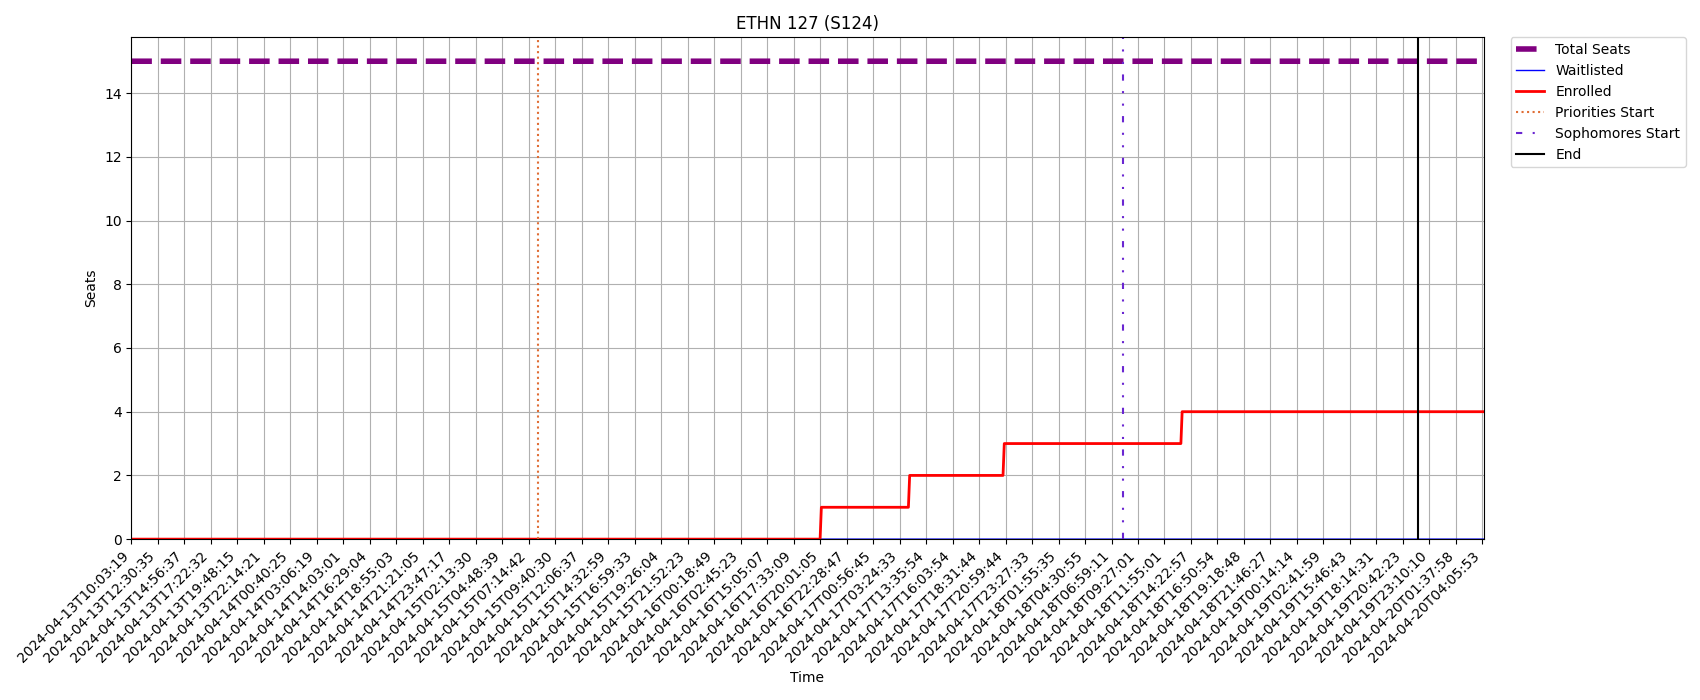 ETHN 127 (S124)
Total Seats
Waitlisted
Enrolled
Priorities Start
Sophomores Start
End
Seats
14
12
10
8
6
4
2
0
2024-04-13T10:03:19
2024-04-13T12:30:35
2024-04-13T14:56:37
2024-04-13T17:22:32
2024-04-13T19:48:15
2024-04-13T22:14:21
2024-04-14T00:40:25
2024-04-14T03:06:19
2024-04-14T14:03:01
2024-04-14T16:29:04
2024-04-14T18:55:03
2024-04-14T21:21:05
2024-04-14T23:47:17
2024-04-15T02:13:30
2024-04-15T04:48:39
2024-04-15T07:14:42
2024-04-15T09:40:30
2024-04-15T12:06:37
2024-04-15T14:32:59
2024-04-15T16:59:33
2024-04-15T19:26:04
2024-04-15T21:52:23
2024-04-16T00:18:49
2024-04-16T02:45:23
2024-04-16T15:05:07
2024-04-16T17:33:09
2024-04-16T20:01:05
2024-04-16T22:28:47
2024-04-17T00:56:45
2024-04-17T03:24:33
2024-04-17T13:35:54
2024-04-17T16:03:54
2024-04-17T18:31:44
2024-04-17T20:59:44
2024-04-17T23:27:33
2024-04-18T01:55:35
2024-04-18T04:30:55
2024-04-18T06:59:11
2024-04-18T09:27:01
2024-04-18T11:55:01
2024-04-18T14:22:57
2024-04-18T16:50:54
2024-04-18T19:18:48
2024-04-18T21:46:27
2024-04-19T00:14:14
2024-04-19T02:41:59
2024-04-19T15:46:43
2024-04-19T18:14:31
2024-04-19T20:42:23
2024-04-19T23:10:10
2024-04-20T01:37:58
2024-04-20T04:05:53
Time